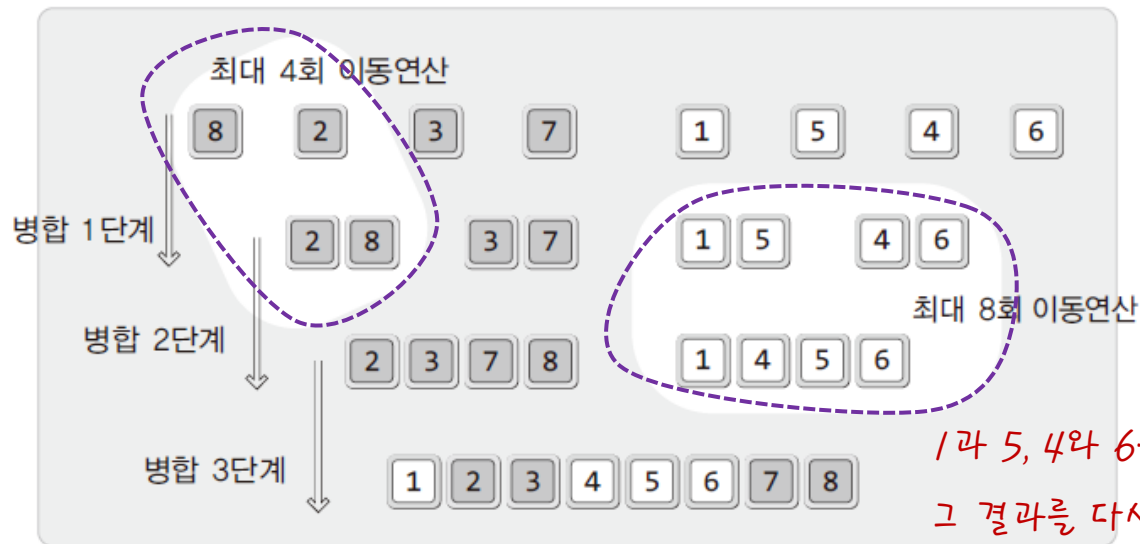 최대 4회 이동연산
8 2 3 7 1 5 4 6
병합 1단계
2 8 3 7 1 5 4 6
최대 8회 이동연산
병합 2단계
2 3 7 8 1 4 5 6
1과 5, 4와 6
병합 3단계
1 2 3 4 5 6 7 8
그 결과를 다시